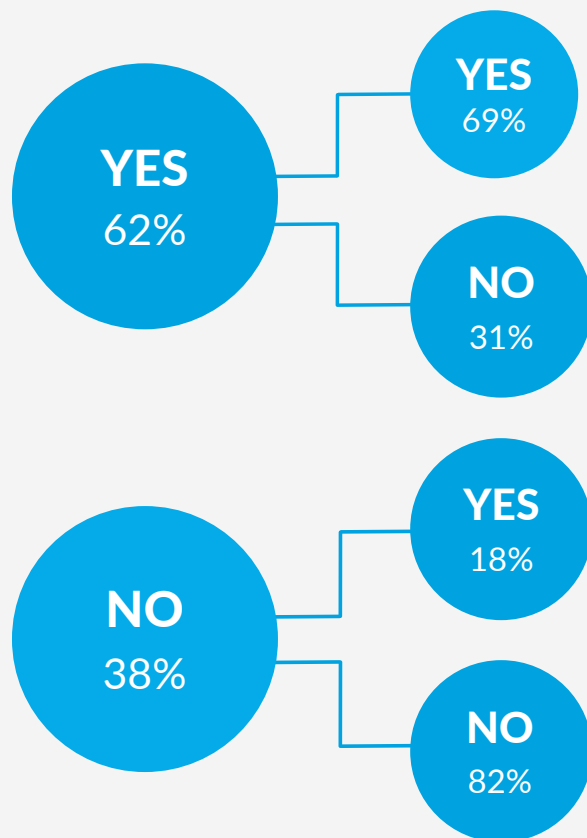 YES
62%
YES
69%
NO
31%
NO
38%
YES
18%
NO
82%